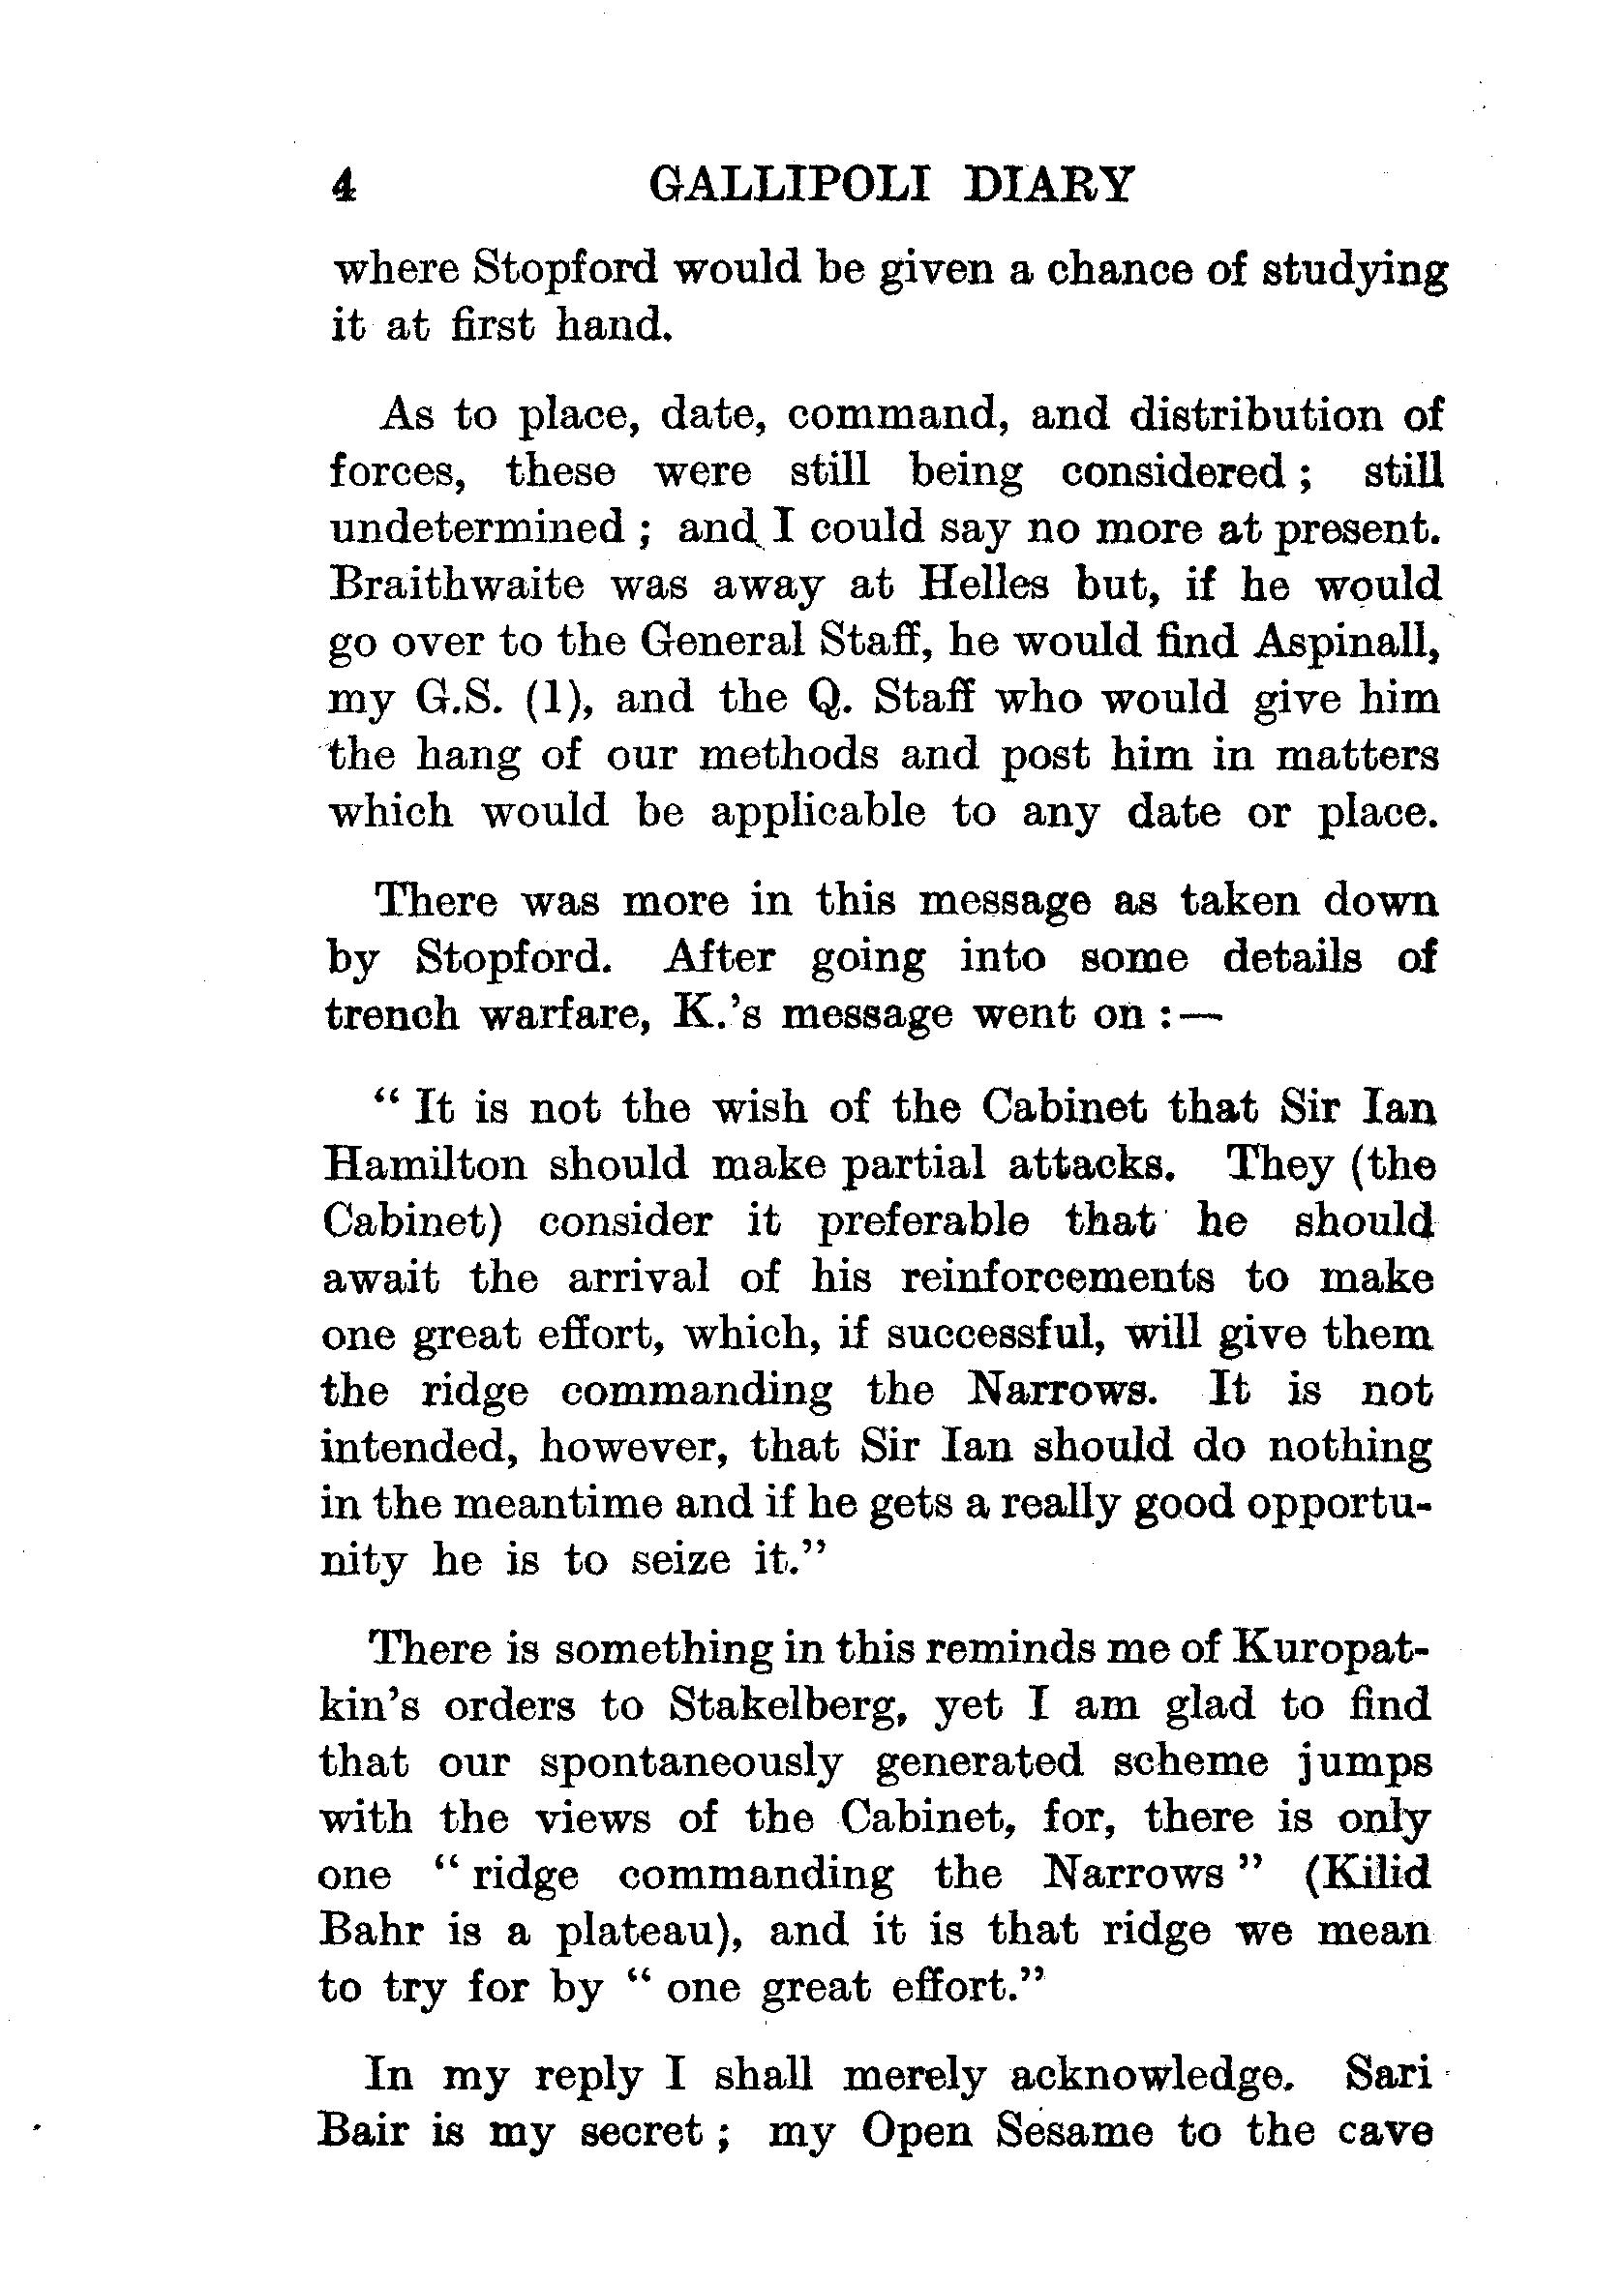 4 GALLIPOLI DIARY
where Stopford would be given a chance of studying
it at first hand.
As to place, date, command, and distribution of
forces, these were still being considered ; still
undetermined ; and I could say no more at present.
Braithwaite was away at Helles but, if he would
go over to the General Staff, he would find Aspinall,
my G.S. (1), and the Q. Staff who would give him
the hang of our methods and post him in matters
which would be applicable to any date or place.
There was more in this message as taken down
by Stopford. After going into some details of
trench warfare, K.'s message went on :—
“ It is not the wish of the Cabinet that Sir Ian
Hamilton should make partial attacks. They (the
Cabinet) consider it preferable that he should
await the arrival of his reinforcements to make
one great effort, which, if successful, will give them
the ridge commanding the Narrows. It is not
intended, however, that Sir Ian should do nothing
in the meantime and if he gets a really good opportu-
nity he is to seize it.”
There is something in this reminds me of Kuropat-
kin's orders to Stakelberg, yet I am glad to find
that our spontaneously generated scheme jumps
with the views of the Cabinet, for, there is only
one “ ridge commanding the Narrows ” (Kilid
Bahr is a plateau), and it is that ridge we mean
to try for by “ one great effort.”
In my reply I shall merely acknowledge. Sari
Bair is my secret ; my Open Sesame to the cave